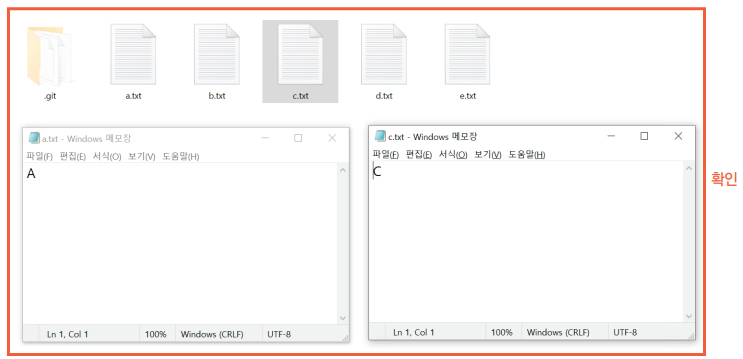 .git a.txt b.txt c.txt d.txt e.txt
a.txt - Windows 메모장
파일(F) 편집(E) 서식(O) 보기(V) 도움말(H)
A
Ln 1, Col 1 100% Windows (CRLF) UTF-8
c.txt - Windows 메모장
파일(F) 편집(E) 서식(O) 보기(V) 도움말(H)
C
Ln 1, Col 1 100% Windows (CRLF) UTF-8
확인